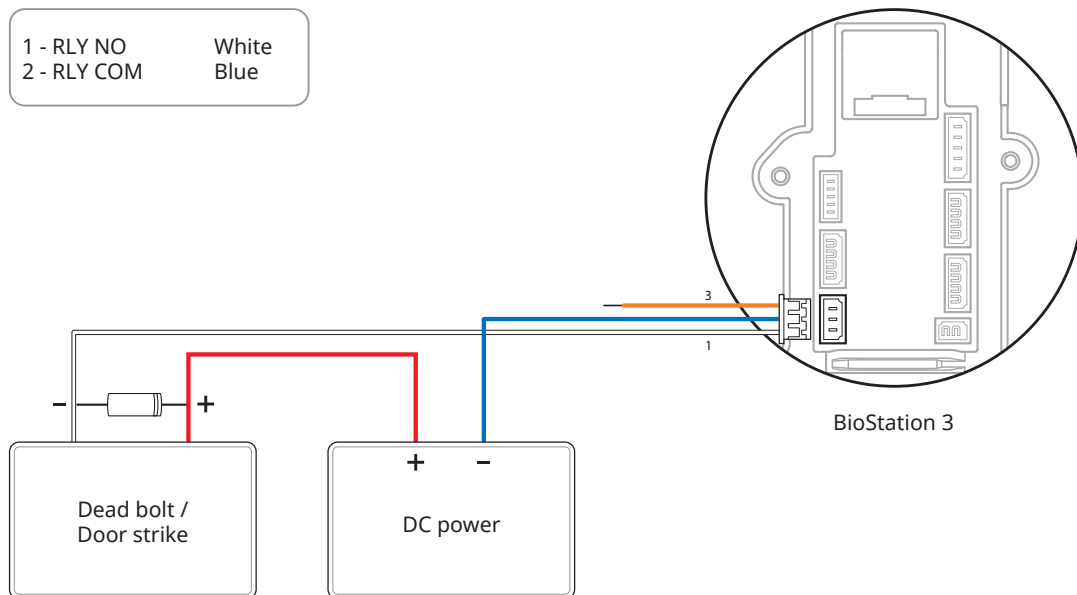 1 - RLY NO White
2 - RLY COM Blue
3
1
BioStation 3
- +
+ -
Dead bolt /
Door strike
DC power